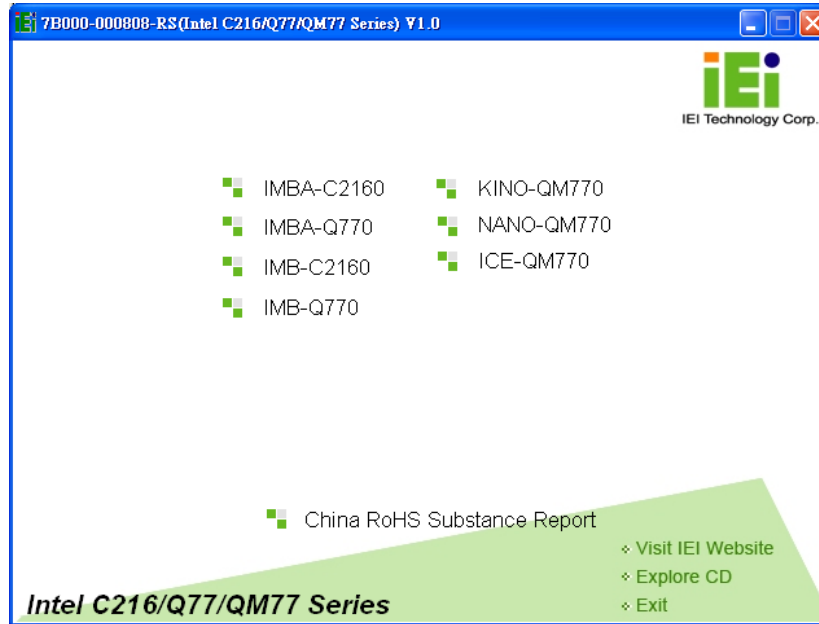 7B000-000808-RS(Intel C216/Q77/QM77 Series) V1.0
iEi
IEI Technology Corp.
IMBA-C2160
IMBA-Q770
IMB-C2160
IMB-Q770
KINO-QM770
NANO-QM770
ICE-QM770
China RoHS Substance Report
Visit IEI Website
Explore CD
Exit
Intel C216/Q77/QM77 Series